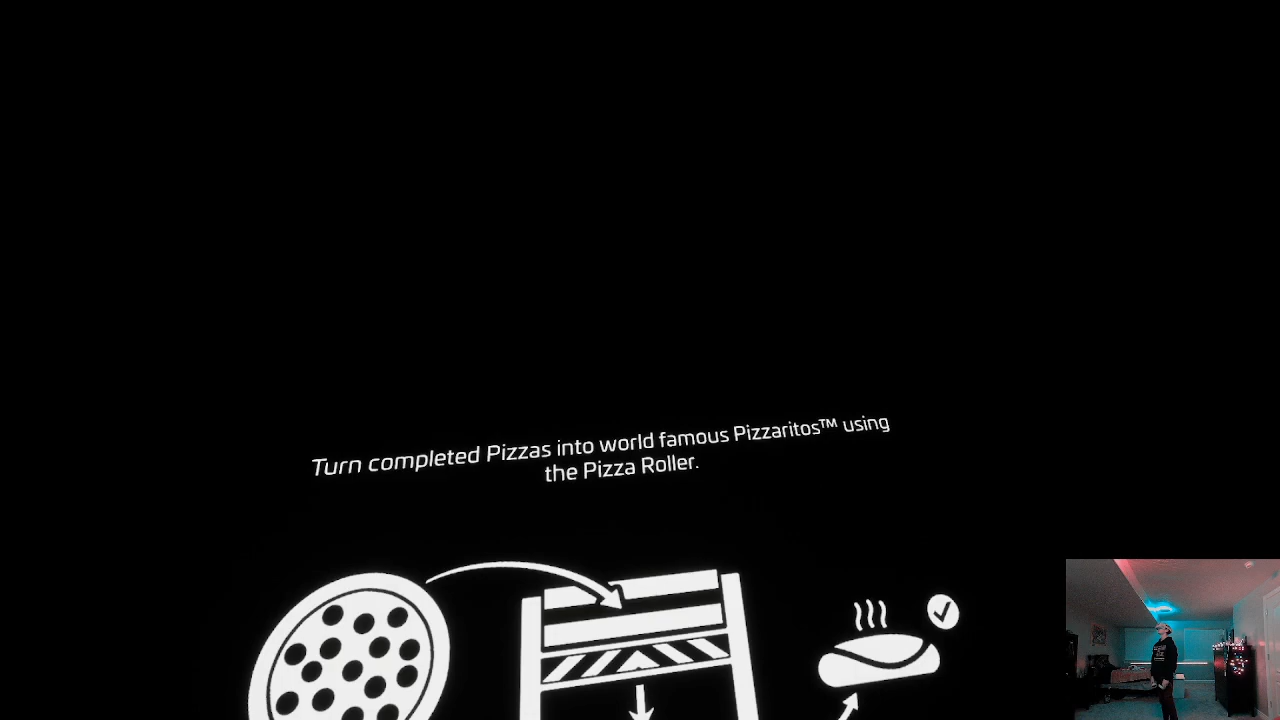 Turn completed Pizzas into world famous Pizzaritos™ using
the Pizza Roller.